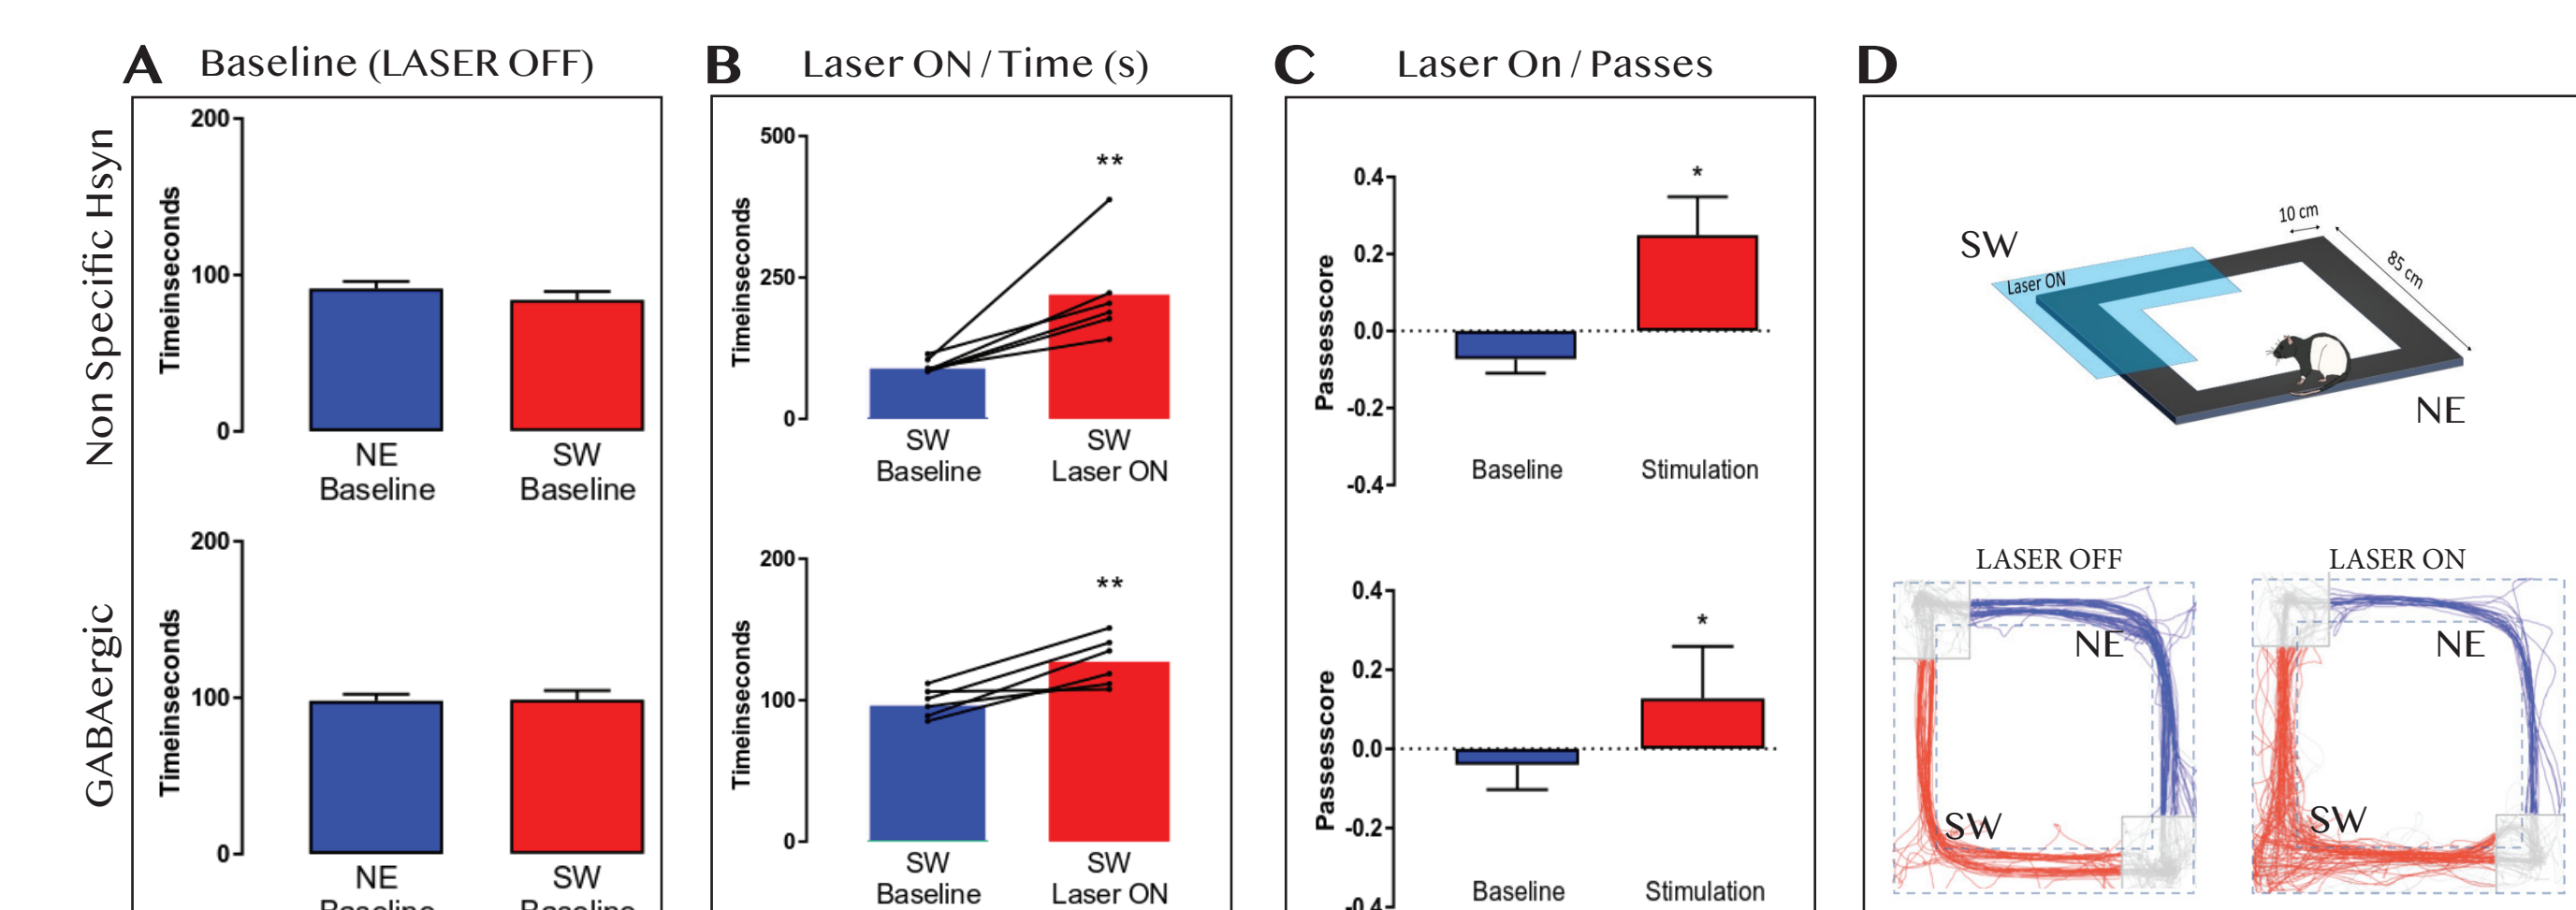 A Baseline (LASER OFF)
B Laser ON / Time (s)
C Laser On / Passes
D
Non Specific Hsyn
Timeinseconds
200
100
0
NE
Baseline
SW
Baseline
Timeinseconds
500
250
0
**
SW
Baseline
SW
Laser ON
Passesscore
0.4
0.2
0.0
-0.2
-0.4
*
Baseline
Stimulation
SW
Laser ON
10 cm
85 cm
NE
GABAergic
Timeinseconds
200
100
0
NE
Baseline
SW
Baseline
Timeinseconds
200
100
0
**
SW
Baseline
SW
Laser ON
Passesscore
0.4
0.2
0.0
-0.2
-0.4
*
Baseline
Stimulation
LASER OFF
NE
SW
LASER ON
NE
SW